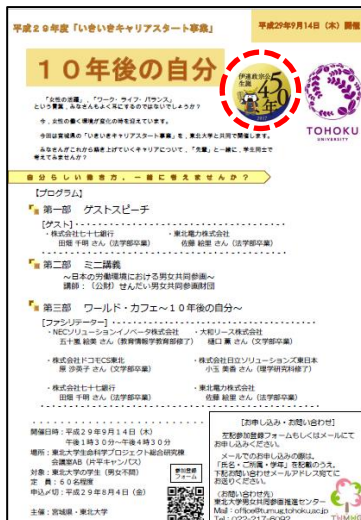 平成29年度「いきいきキャリアスタート事業」
平成29年9月14日(木)開催
10年後の自分
伊達政宗公
生誕
450年
2017
TOHOKU
UNIVERSITY
「女性の活躍」,「ワーク・ライフ・バランス」
という言葉,みなさんもよく耳にするのではないでしょうか?
今,女性の働く環境が変化の時を迎えています。
今回は宮城県の「いきいきキャリアスタート事業」を,東北大学と共同で開催します。
みなさんがこれから築き上げていくキャリアについて,「先輩」と一緒に,学生同士で
考えてみませんか?
自分らしい働き方,一緒に考えませんか?
【プログラム】
第一部 ゲストスピーチ
[ゲスト]
・株式会社七十七銀行
田畑 千明 さん(法学部卒業)
・東北電力株式会社
佐藤 絵里 さん(法学部卒業)
第二部 ミニ講義
~日本の労働環境における男女共同参画~
講師:(公財)せんだい男女共同参画財団
第三部 ワールド・カフェ~10年後の自分~
[ファシリテーター]
・NECソリューションイノベータ株式会社
五十嵐 絵美 さん(教育情報学教育部修了)
・大和リース株式会社
樋口 薫 さん(文学部卒業)
・株式会社ドコモCS東北
原 沙英子 さん(文学部卒業)
・株式会社日立ソリューションズ東日本
小玉 美香 さん(理学研究科修了)
・株式会社七十七銀行
田畑 千明 さん(法学部卒業)
・東北電力株式会社
佐藤 絵里 さん(法学部卒業)
開催日時:平成29年9月14日(木)
午後1時30分~午後4時30分
場所:東北大学生命科学プロジェクト総合研究棟
会議室AB(片平キャンパス)
対象:東北大学の学生(男女不問)
定員:60名程度
申込〆切:平成29年8月4日(金)
主催:宮城県・東北大学
参加登録
フォーム
[お申し込み・お問い合わせ]
左記参加登録フォームもしくはメールにて
お申し込みください。
メールでのお申し込みの際は,
「氏名・ご所属・学年」を記載のうえ,
下記お問い合わせメールアドレス宛てに
お送りください。
〈お問い合わせ先〉
東北大学男女共同参画推進センター
Mail:office@tumug.tohoku.ac.jp
Tel:022-217-6092
TUMUG